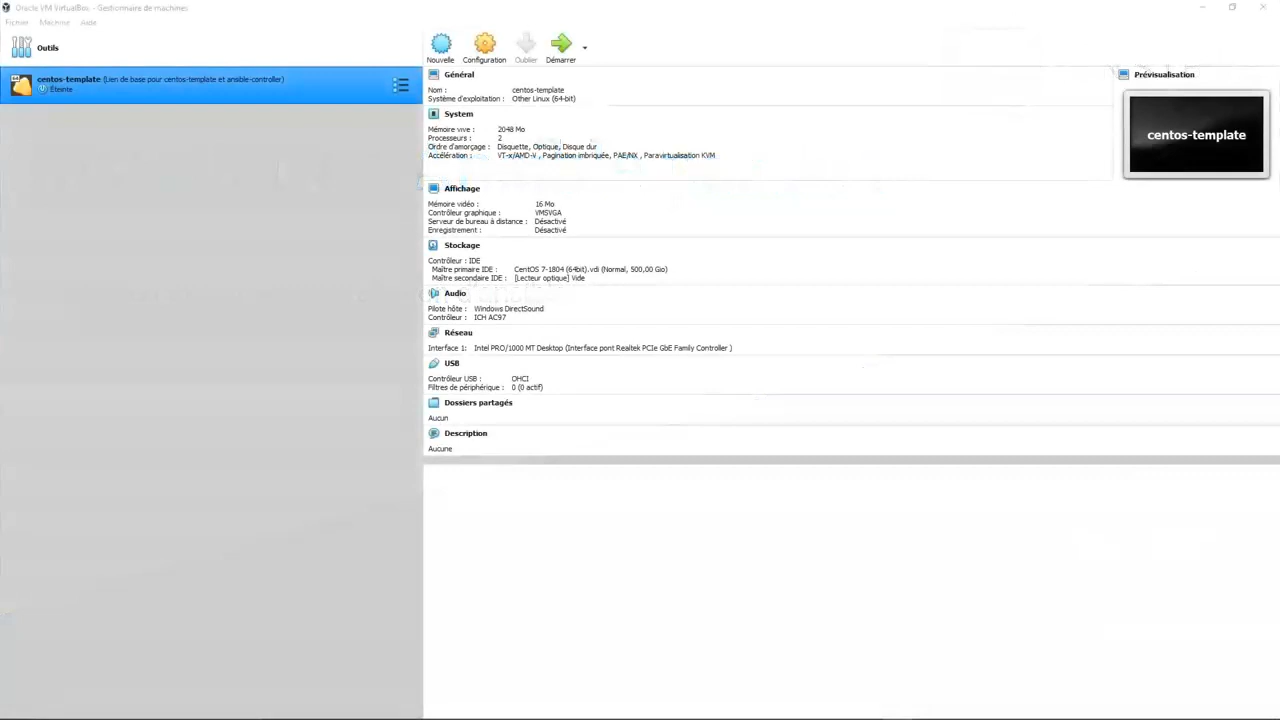 Oracle VM VirtualBox - Gestionnaire de machines
Fichier Machine Aide
Outils
centos-template (Lien de base pour centos-template et ansible-controller)
Éteinte
Nouvelle Configuration Oublier Démarrer
Général
Nom : centos-template
Système d'exploitation : Other Linux (64-bit)
System
Mémoire vive : 2048 Mo
Processeurs : 2
Ordre d'amorçage : Disquette, Optique, Disque dur
Accélération : VT-x/AMD-V , Pagination imbriquée, PAE/NX , Paravirtualisation KVM
Affichage
Mémoire vidéo : 16 Mo
Contrôleur graphique : VMSVGA
Serveur de bureau à distance : Désactivé
Enregistrement : Désactivé
Stockage
Contrôleur : IDE
Maître primaire IDE : CentOS 7-1804 (64bit).vdi (Normal, 500,00 Gio)
Maître secondaire IDE : [Lecteur optique] Vide
Audio
Pilote hôte : Windows DirectSound
Contrôleur : ICH AC97
Réseau
Interface 1: Intel PRO/1000 MT Desktop (Interface pont Realtek PCIe GbE Family Controller )
USB
Contrôleur USB : OHCI
Filtres de périphérique : 0 (0 actif)
Dossiers partagés
Aucun
Description
Aucune
Prévisualisation
centos-template